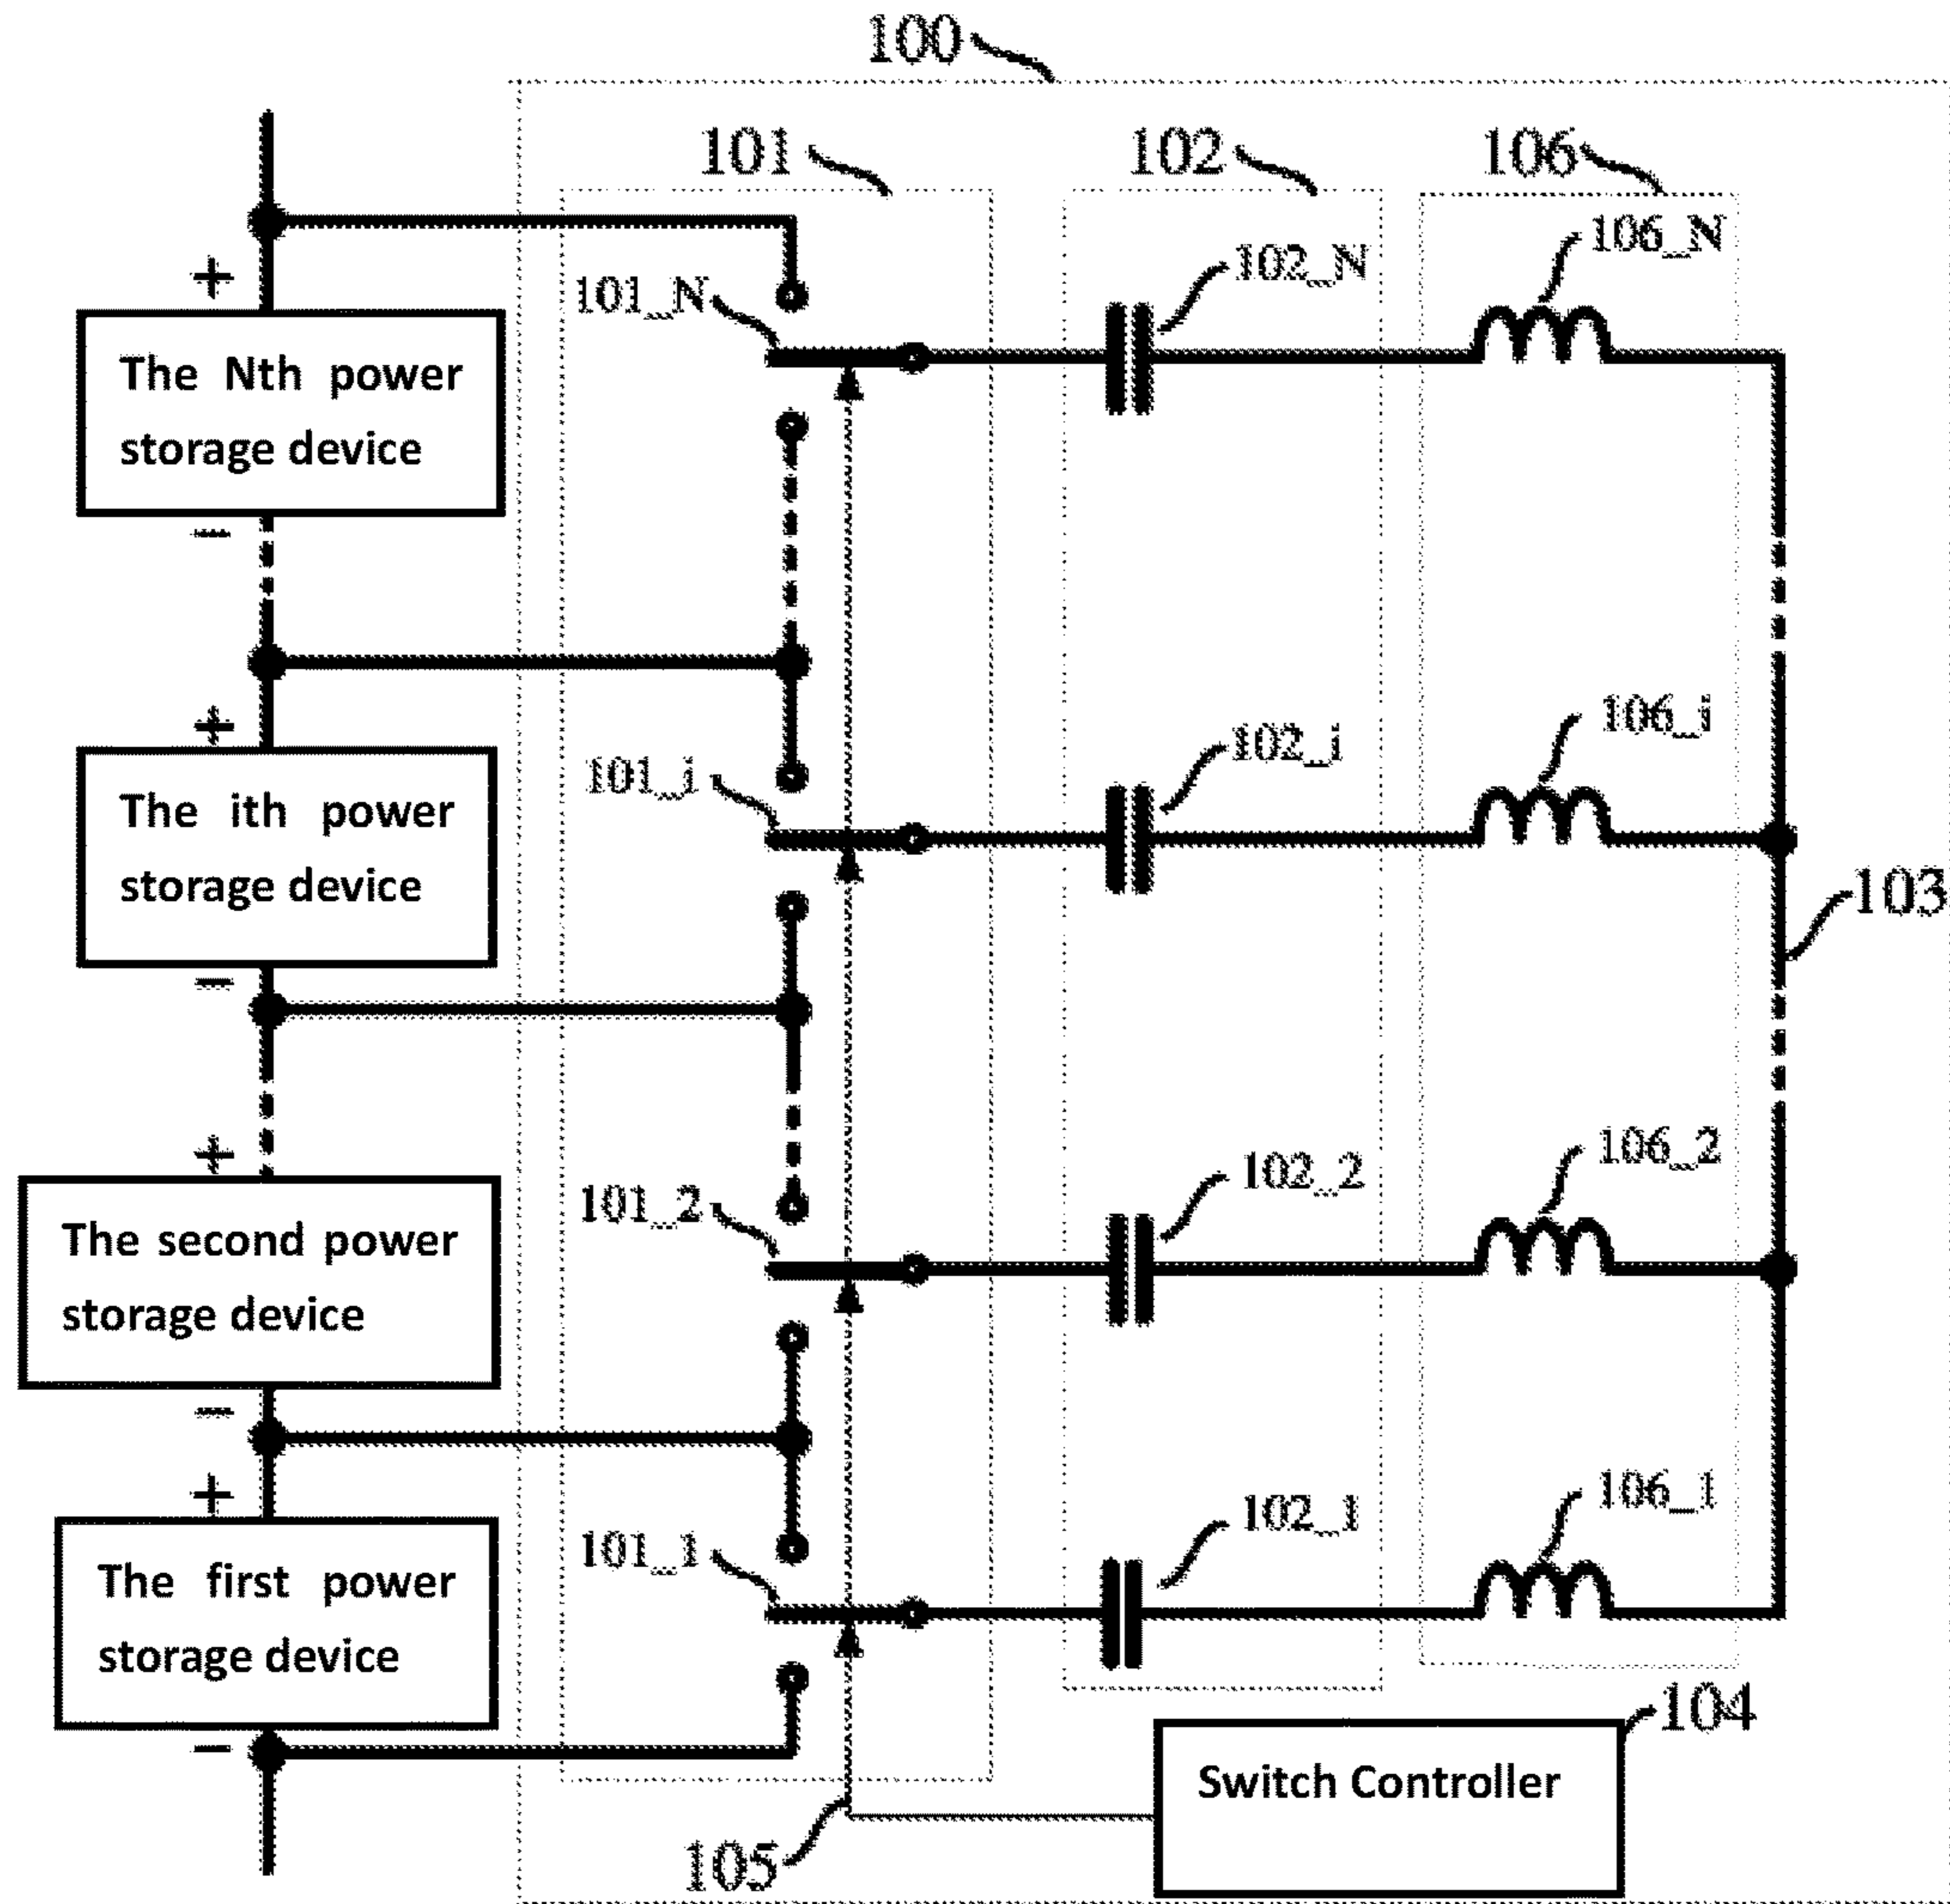 100
101
102
106
+
101_N
102_N
106_N
The Nth power
storage device
−
+
101_i
102_i
106_i
The ith power
storage device
103
−
+
101_2
102_2
106_2
The second power
storage device
−
+
101_1
102_1
106_1
The first power
storage device
−
104
Switch Controller
105